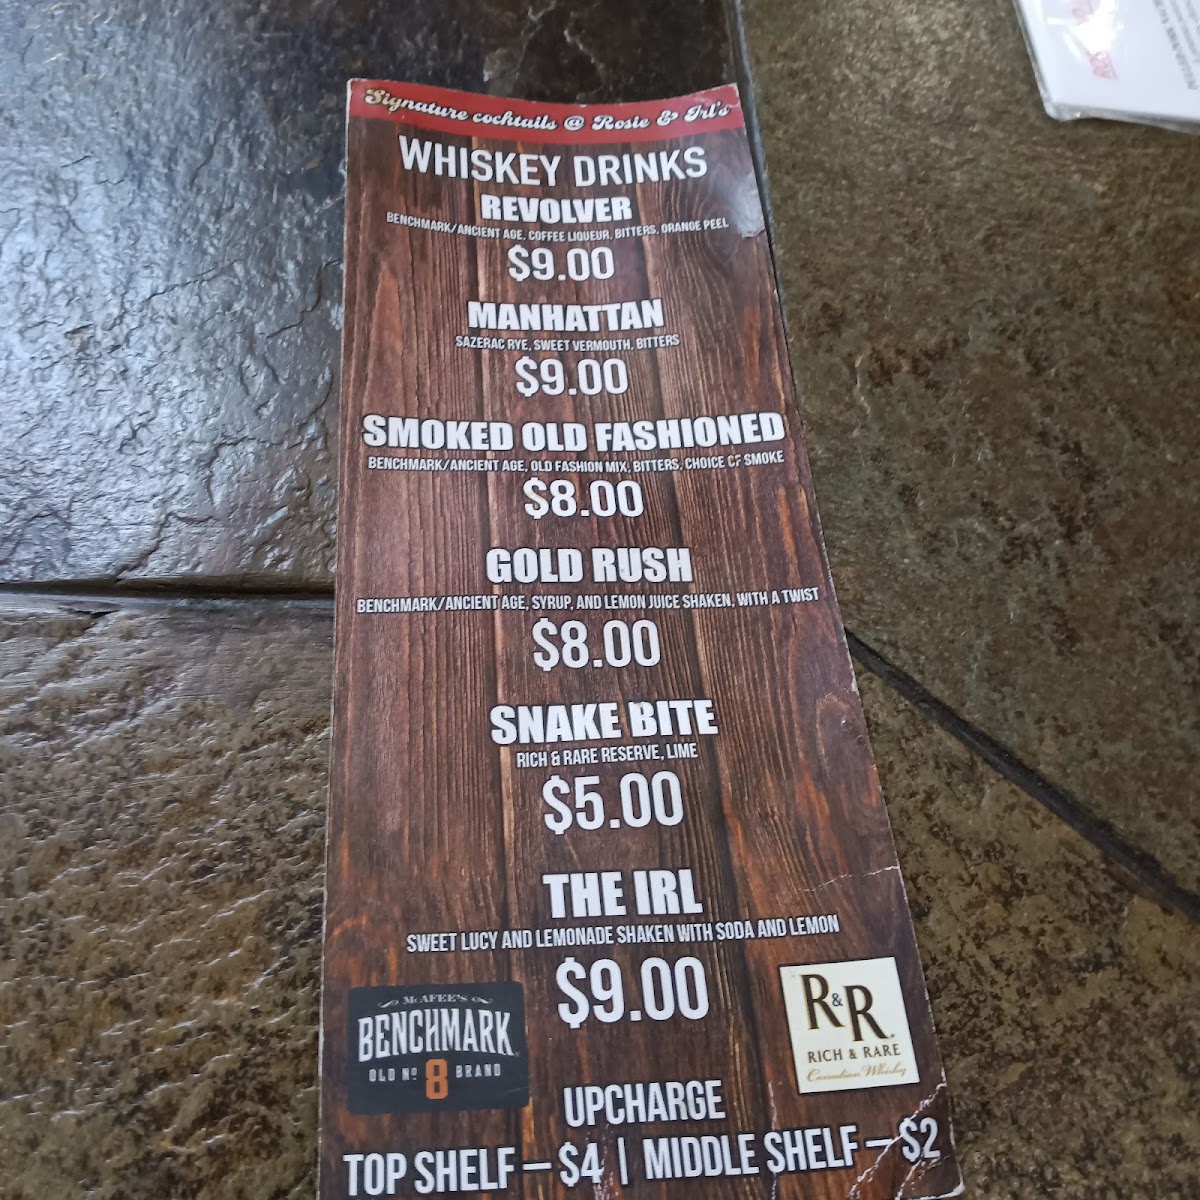 Signature cocktails @ Rosie & Irl's
WHISKEY DRINKS
REVOLVER
BENCHMARK/ANCIENT AGE, COFFEE LIQUEUR, BITTERS, ORANGE PEEL
$9.00
MANHATTAN
SAZERAC RYE, SWEET VERMOUTH, BITTERS
$9.00
SMOKED OLD FASHIONED
BENCHMARK/ANCIENT AGE, OLD FASHION MIX, BITTERS, CHOICE OF SMOKE
$8.00
GOLD RUSH
BENCHMARK/ANCIENT AGE, SYRUP, AND LEMON JUICE SHAKEN, WITH A TWIST
$8.00
SNAKE BITE
RICH & RARE RESERVE, LIME
$5.00
THE IRL
SWEET LUCY AND LEMONADE SHAKEN WITH SODA AND LEMON
$9.00
McAFEE'S
BENCHMARK
OLD Nº 8 BRAND
R&R
RICH & RARE
Canadian Whisky
UPCHARGE
TOP SHELF – $4 | MIDDLE SHELF – $2